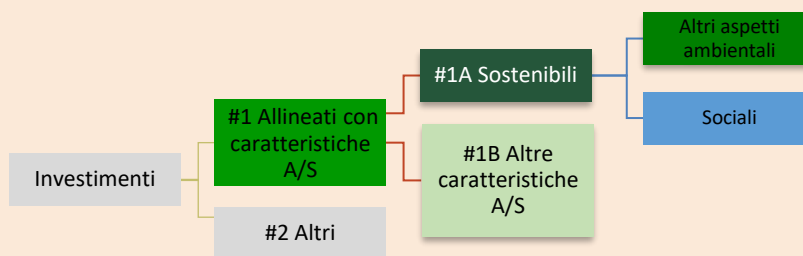 Investimenti
#1 Allineati con
caratteristiche
A/S
#2 Altri
#1A Sostenibili
#1B Altre
caratteristiche
A/S
Altri aspetti
ambientali
Sociali